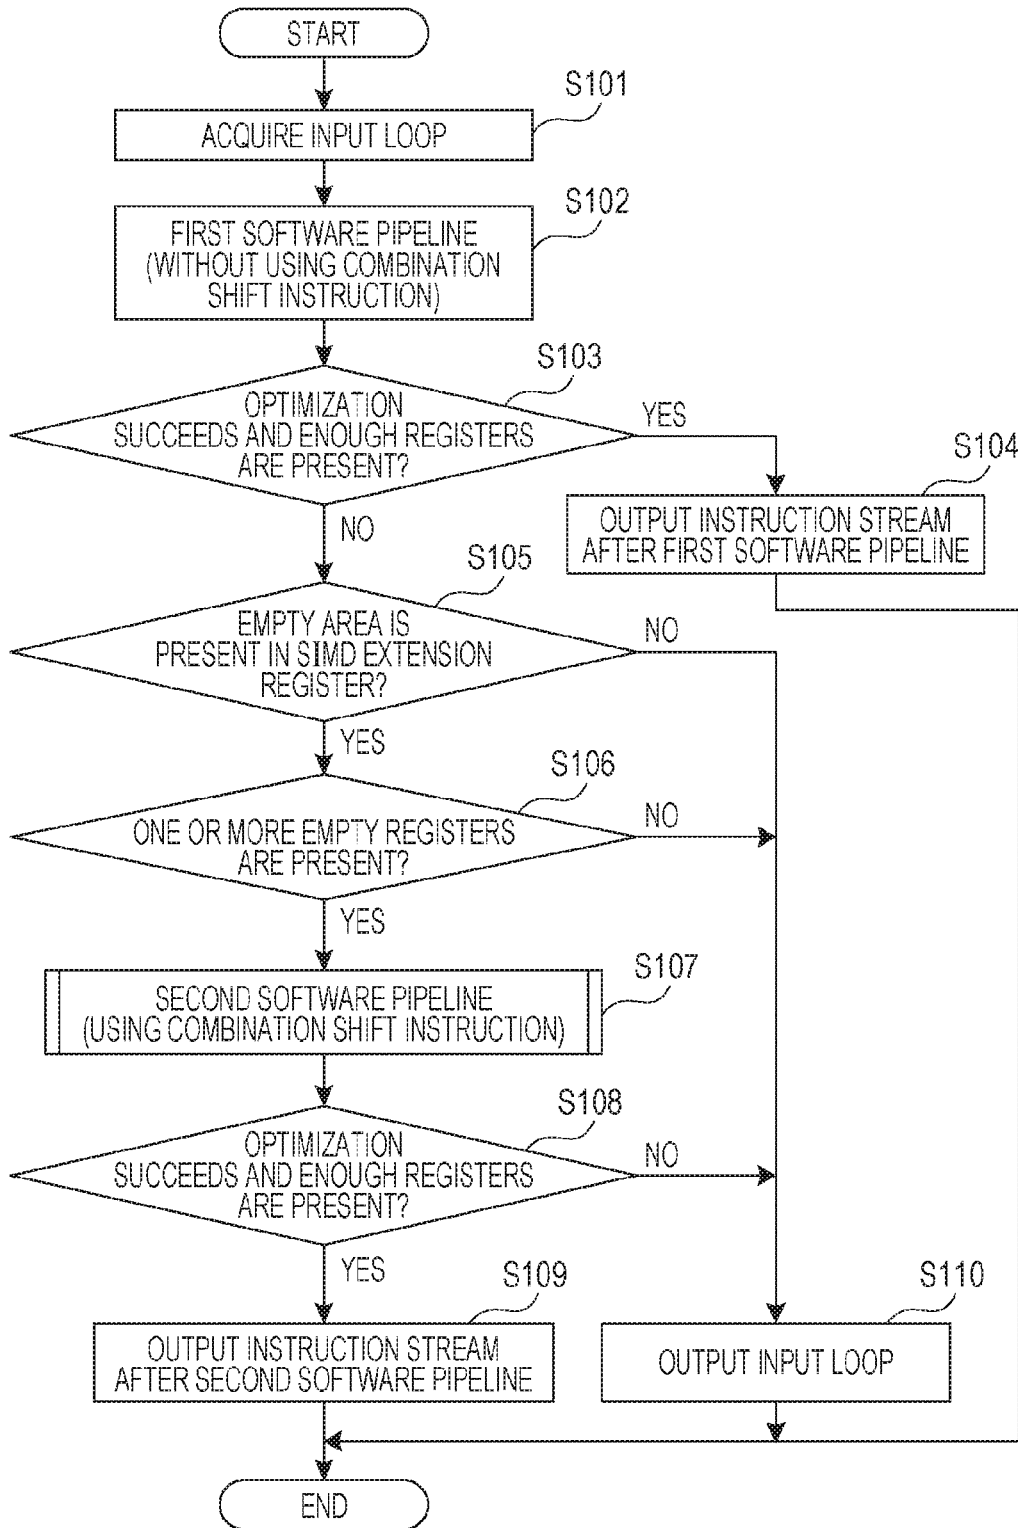 START
S101
ACQUIRE INPUT LOOP
S102
FIRST SOFTWARE PIPELINE
(WITHOUT USING COMBINATION
SHIFT INSTRUCTION)
S103
OPTIMIZATION
SUCCEEDS AND ENOUGH REGISTERS
ARE PRESENT?
YES
NO
S104
OUTPUT INSTRUCTION STREAM
AFTER FIRST SOFTWARE PIPELINE
S105
EMPTY AREA IS
PRESENT IN SIMD EXTENSION
REGISTER?
NO
YES
S106
ONE OR MORE EMPTY REGISTERS
ARE PRESENT?
NO
YES
S107
SECOND SOFTWARE PIPELINE
(USING COMBINATION SHIFT INSTRUCTION)
S108
OPTIMIZATION
SUCCEEDS AND ENOUGH REGISTERS
ARE PRESENT?
NO
YES
S109
OUTPUT INSTRUCTION STREAM
AFTER SECOND SOFTWARE PIPELINE
S110
OUTPUT INPUT LOOP
END